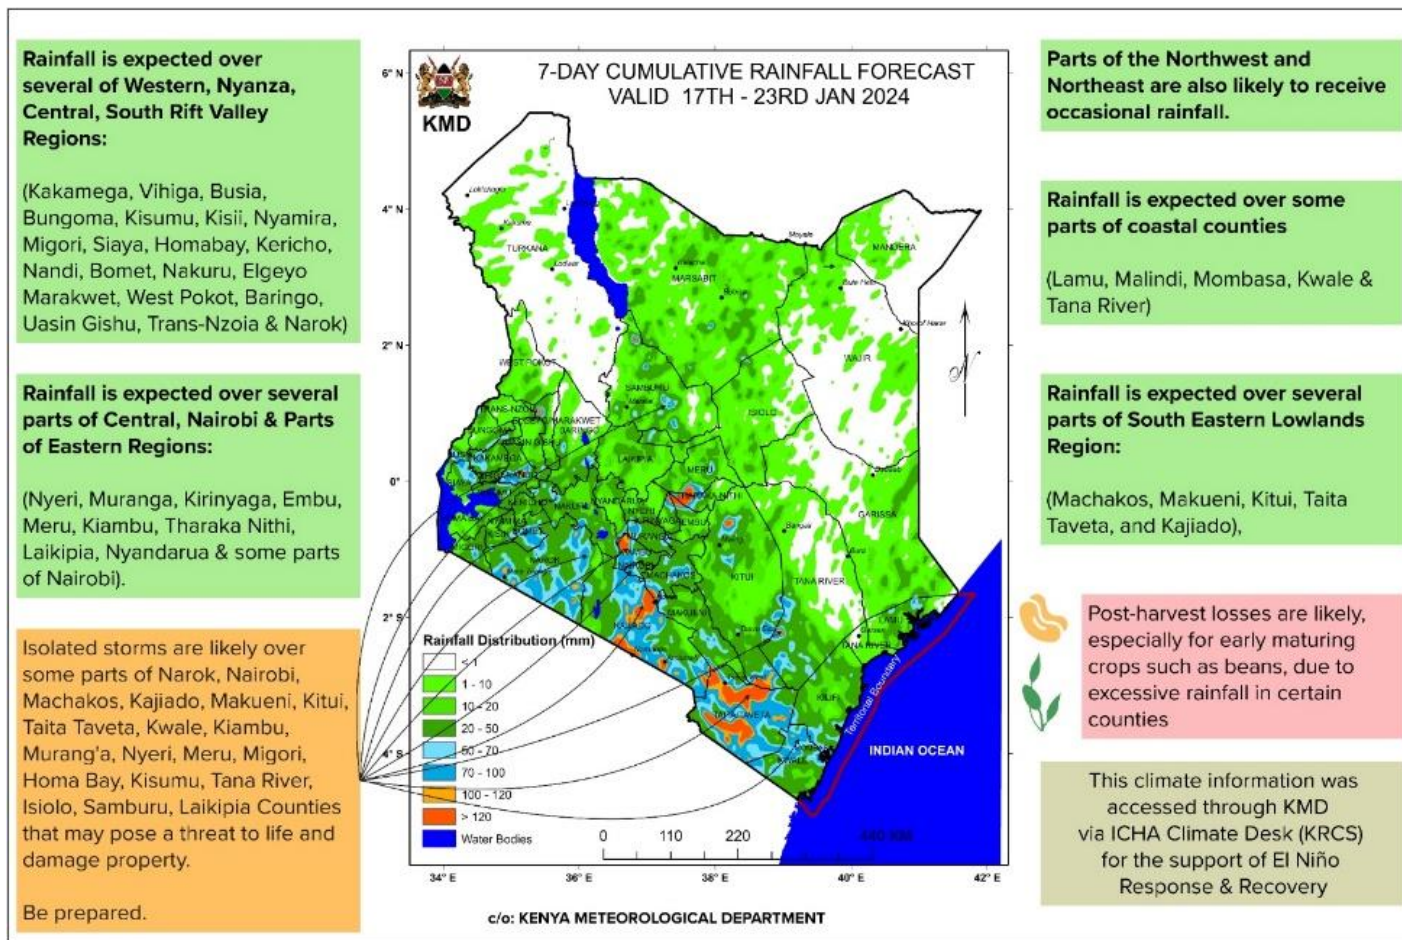 Rainfall is expected over
several of Western, Nyanza,
Central, South Rift Valley
Regions:
(Kakamega, Vihiga, Busia,
Bungoma, Kisumu, Kisii, Nyamira,
Migori, Siaya, Homabay, Kericho,
Nandi, Bomet, Nakuru, Elgeyo
Marakwet, West Pokot, Baringo,
Uasin Gishu, Trans-Nzoia & Narok)
Rainfall is expected over several
parts of Central, Nairobi & Parts
of Eastern Regions:
(Nyeri, Muranga, Kirinyaga, Embu,
Meru, Kiambu, Tharaka Nithi,
Laikipia, Nyandarua & some parts
of Nairobi).
Isolated storms are likely over
some parts of Narok, Nairobi,
Machakos, Kajiado, Makueni, Kitui,
Taita Taveta, Kwale, Kiambu,
Murang'a, Nyeri, Meru, Migori,
Homa Bay, Kisumu, Tana River,
Isiolo, Samburu, Laikipia Counties
that may pose a threat to life and
damage property.
Be prepared.
KMD
7-DAY CUMULATIVE RAINFALL FORECAST
VALID 17TH - 23RD JAN 2024
6° N
4° N
2° N
0°
2° S
4° S
TURKANA
Lodwar
MARSABIT
Moyale
MANDERA
WAJIR
WEST POKOT
SAMBURU
ISIOLO
TRANS-NZOIA
BARINGO
LAIKIPIA
MERU
GARISSA
KITUI
MACHAKOS
MAKUENI
TANA RIVER
LAMU
TANA RIVER
KILIFI
KWALE
Territorial Boundary
INDIAN OCEAN
Rainfall Distribution (mm)
< 1
1 - 10
10 - 20
20 - 50
50 - 70
70 - 100
100 - 120
> 120
Water Bodies
0 110 220 440 KM
34° E 36° E 38° E 40° E 42° E
c/o: KENYA METEOROLOGICAL DEPARTMENT
Parts of the Northwest and
Northeast are also likely to receive
occasional rainfall.
Rainfall is expected over some
parts of coastal counties
(Lamu, Malindi, Mombasa, Kwale &
Tana River)
Rainfall is expected over several
parts of South Eastern Lowlands
Region:
(Machakos, Makueni, Kitui, Taita
Taveta, and Kajiado),
Post-harvest losses are likely,
especially for early maturing
crops such as beans, due to
excessive rainfall in certain
counties
This climate information was
accessed through KMD
via ICHA Climate Desk (KRCS)
for the support of El Niño
Response & Recovery